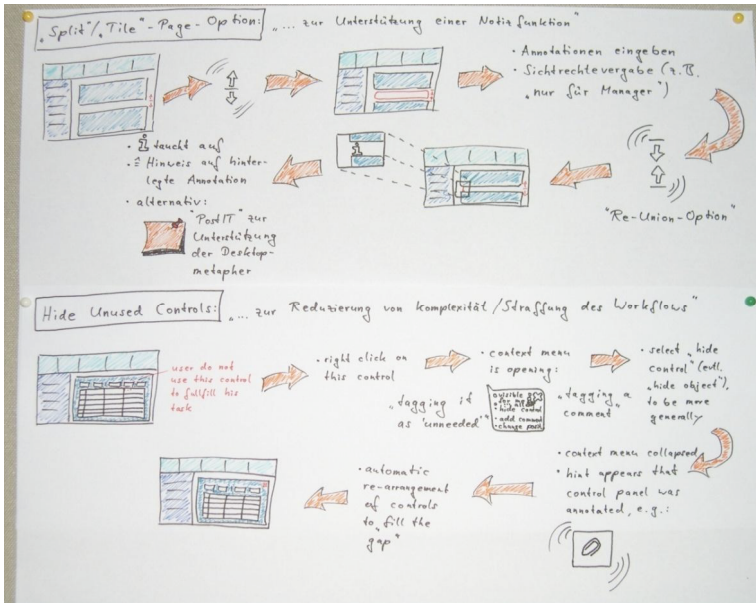 „Split"/„Tile"-Page-Option: „... zur Unterstützung einer Notizfunktion"
• Annotationen eingeben
• Sichtrechtevergabe (z.B.
„nur für Manager")
"Re-Union-Option"
i
• i taucht auf
• ≙ Hinweis auf hinter-
legte Annotation
• alternativ:
"PostIT" zur
Unterstützung
der Desktop-
metapher
Hide Unused Controls: „... zur Reduzierung von Komplexität/Straffung des Workflows"
user do not
use this control
to fullfill his
task
• right click on
this control
„tagging it
as 'unneeded'"
• context menu
is opening:
• hide control
• add comment
„tagging a
comment"
• select „hide
control" (evtl.
„hide object"),
to be more
generally
• context menu collapsed
• hint appears that
control panel was
annotated, e.g.:
• automatic
re-arrangement
of controls
to „fill the
gap"